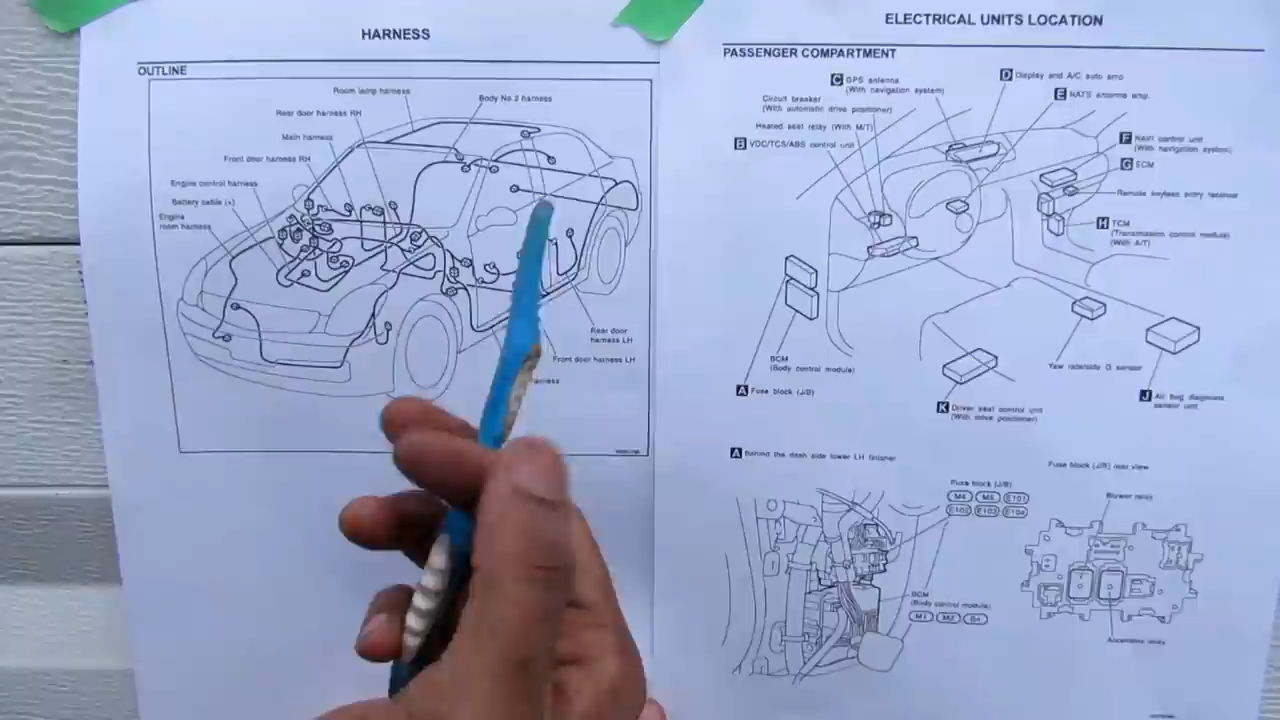 HARNESS
OUTLINE
Room lamp harness
Body No.2 harness
Rear door harness RH
Main harness
Front door harness RH
Engine control harness
Battery cable (+)
Engine
room harness
Rear door
harness LH
Front door harness LH
harness
ELECTRICAL UNITS LOCATION
PASSENGER COMPARTMENT
C GPS antenna
(With navigation system)
D Display and A/C auto amp
Circuit breaker
(With automatic drive positioner)
E NATS antenna amp.
Heated seat relay (With M/T)
B VDC/TCS/ABS control unit
F NAVI control unit
(With navigation system)
G ECM
Remote keyless entry receiver
H TCM
(Transmission control module)
(With A/T)
BCM
(Body control module)
A Fuse block (J/B)
Yaw rate/side G sensor
K Driver seat control unit
(With drive positioner)
J Air bag diagnosis
sensor unit
A Behind the dash side lower LH finisher
Fuse block (J/B) rear view
Fuse block (J/B)
M4 M5 E101
E102 E103 E104
Blower relay
BCM
(Body control module)
M1 M2
Accessory relay